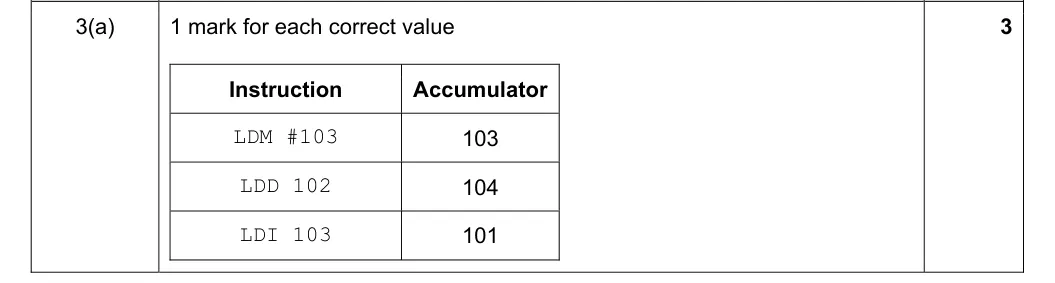 3(a) 1 mark for each correct value 3
Instruction Accumulator
LDM #103 103
LDD 102 104
LDI 103 101